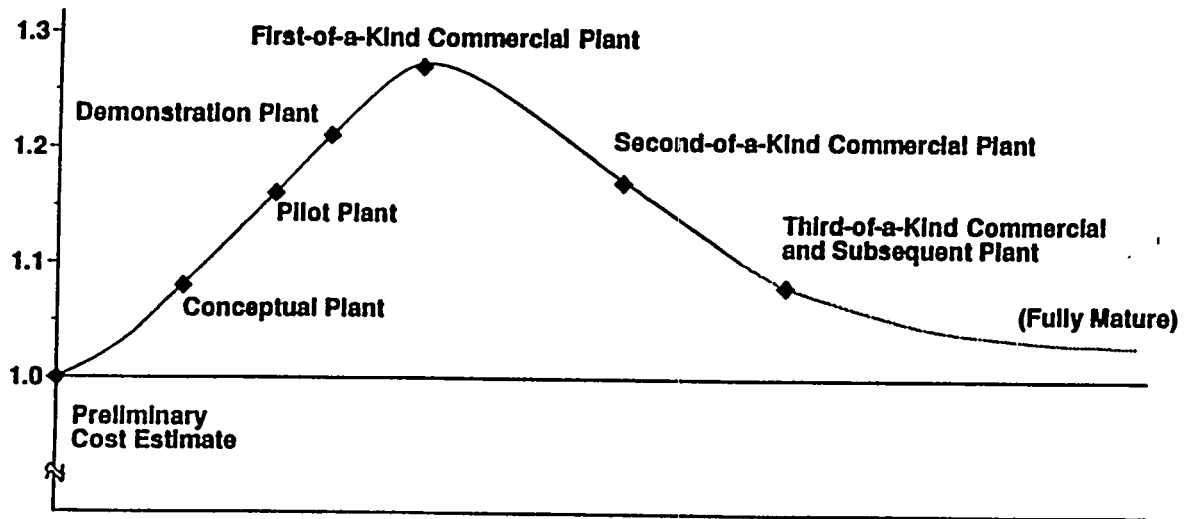 1.3
First-of-a-Kind Commercial Plant
Demonstration Plant
1.2
Second-of-a-Kind Commercial Plant
Pilot Plant
Third-of-a-Kind Commercial
and Subsequent Plant
1.1
Conceptual Plant
(Fully Mature)
1.0
Preliminary
Cost Estimate